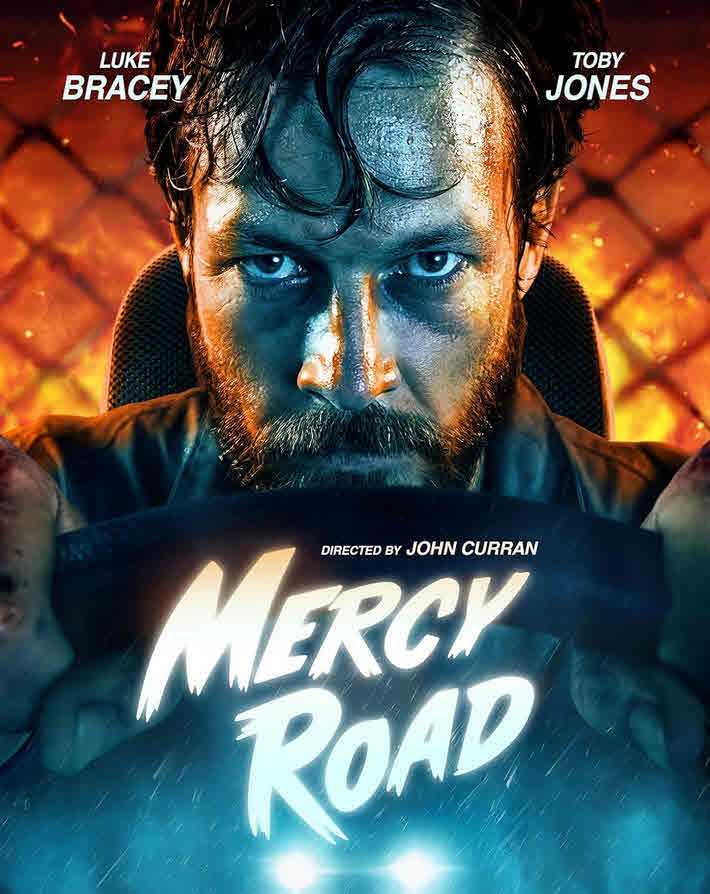 LUKE
BRACEY
TOBY
JONES
DIRECTED BY JOHN CURRAN
MERCY
ROAD